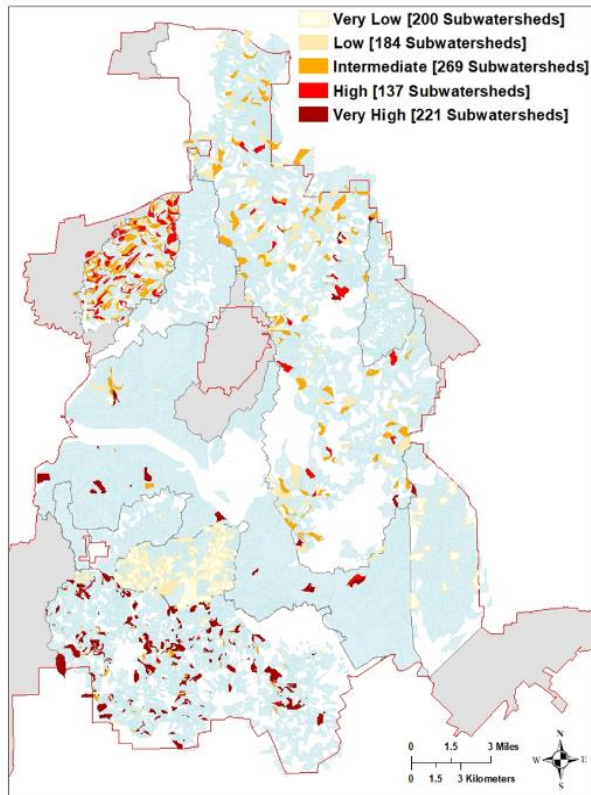 Very Low [200 Subwatersheds]
Low [184 Subwatersheds]
Intermediate [269 Subwatersheds]
High [137 Subwatersheds]
Very High [221 Subwatersheds]
0 1.5 3 Miles
0 1.5 3 Kilometers
N
W E
S